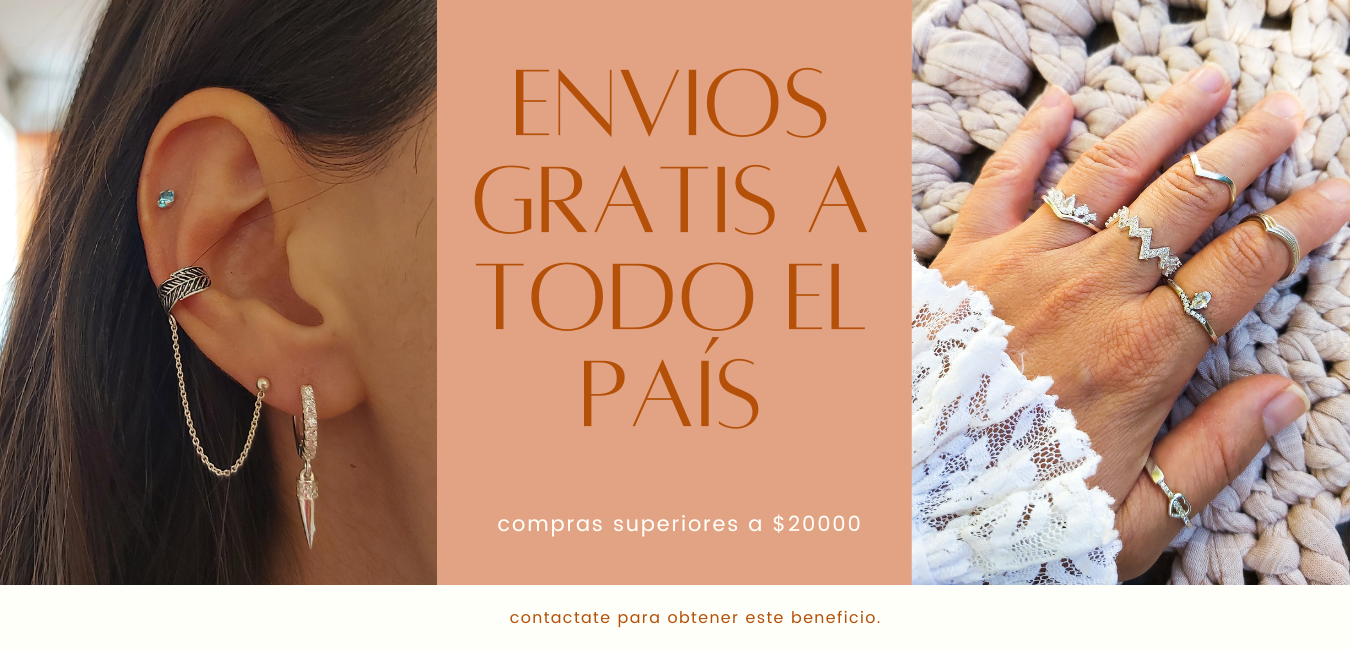 ENVIOS
GRATIS A
TODO EL
PAÍS
compras superiores a $20000
contactate para obtener este beneficio.